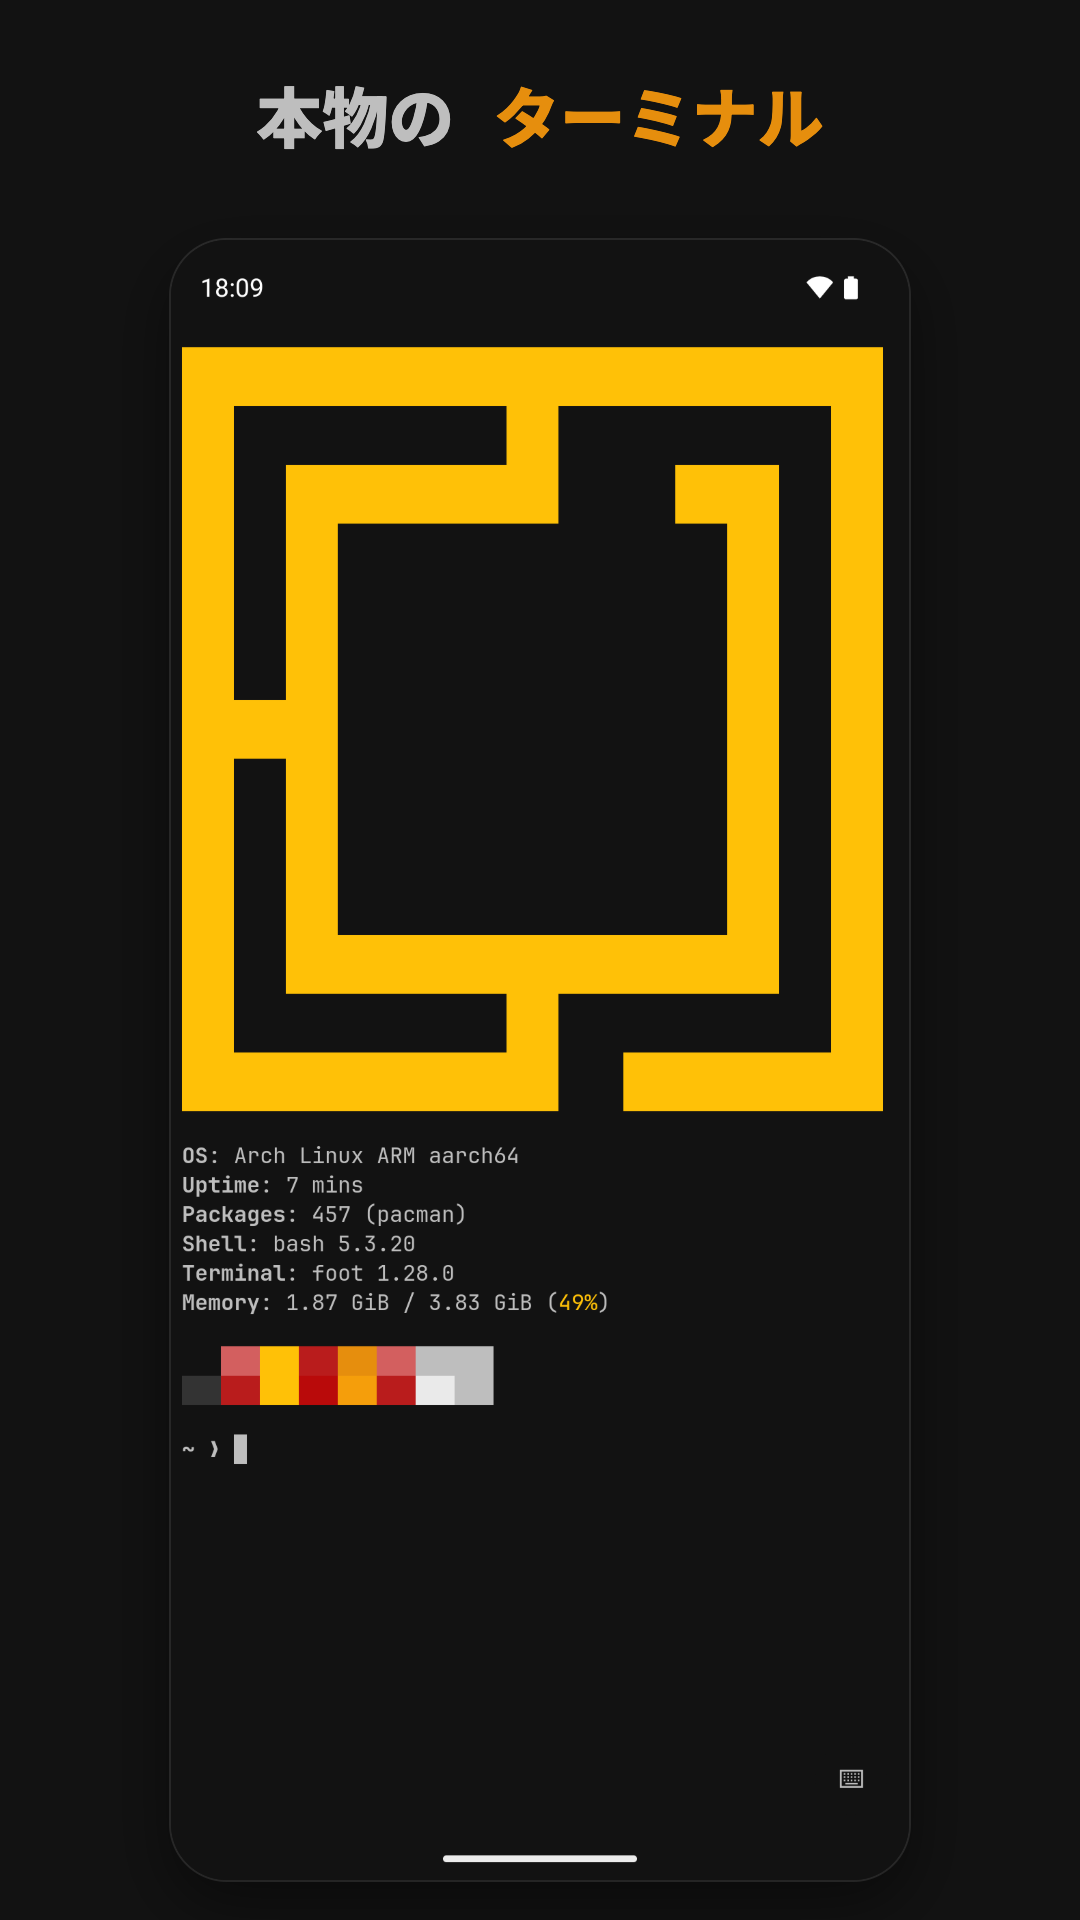 本物の ターミナル
18:09
OS: Arch Linux ARM aarch64
Uptime: 7 mins
Packages: 457 (pacman)
Shell: bash 5.3.20
Terminal: foot 1.28.0
Memory: 1.87 GiB / 3.83 GiB (49%)
~ ❯